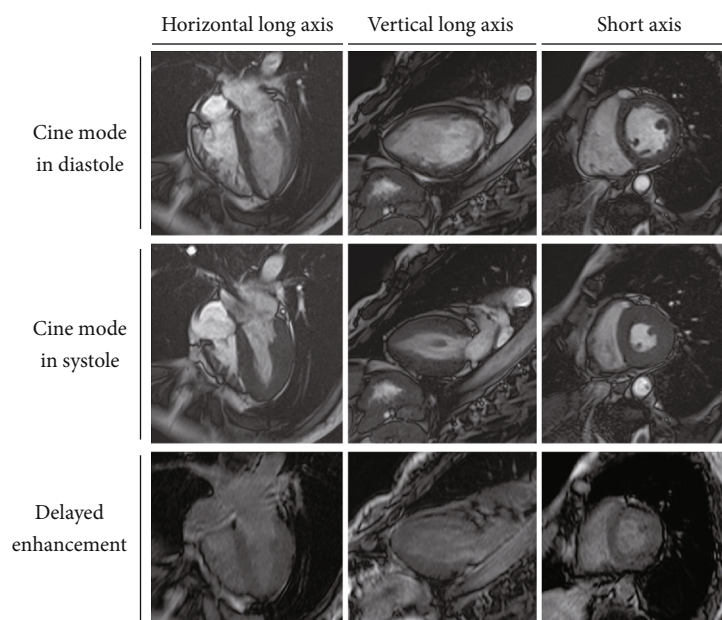 Horizontal long axis
Vertical long axis
Short axis
Cine mode
in diastole
Cine mode
in systole
Delayed
enhancement